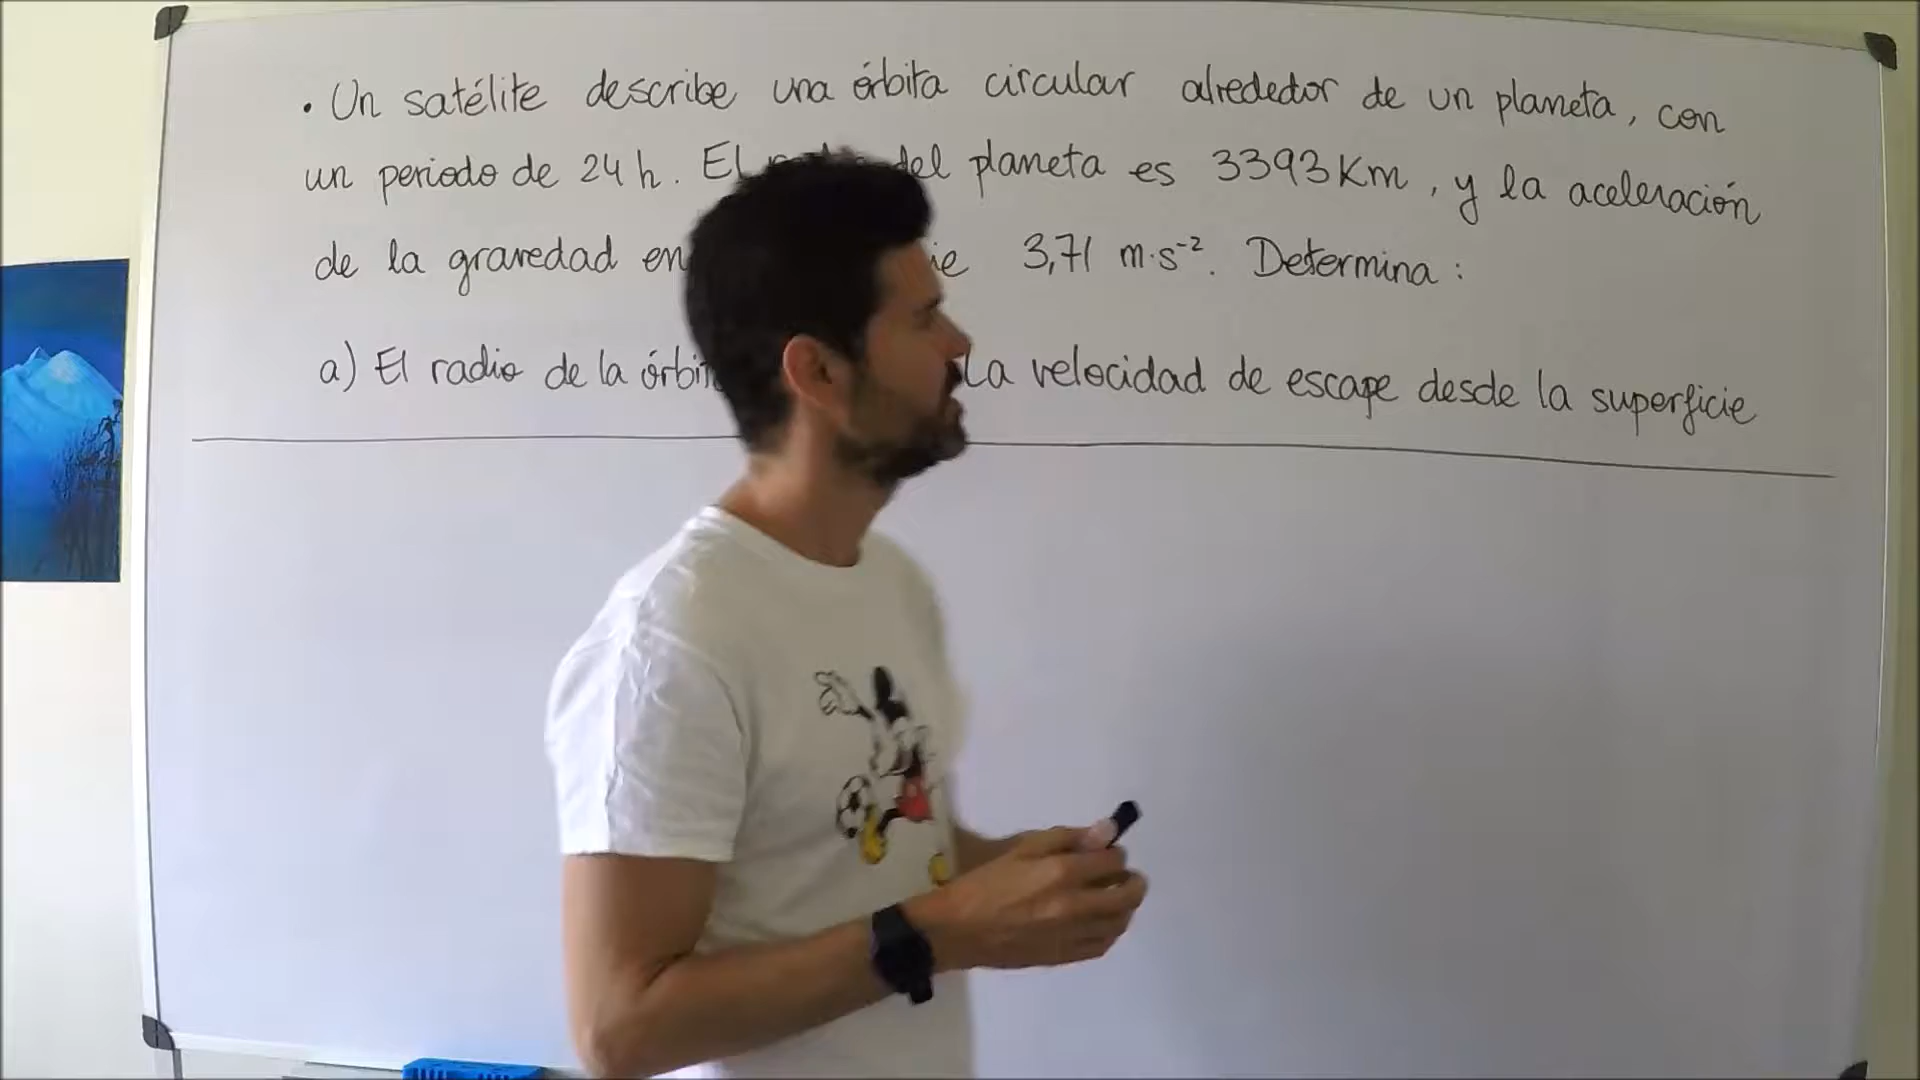 • Un satélite describe una órbita circular alrededor de un planeta, con
un periodo de 24 h. El del planeta es 3393 Km, y la aceleración
de la gravedad en 3,71 m·s⁻². Determina:
a) El radio de la La velocidad de escape desde la superficie